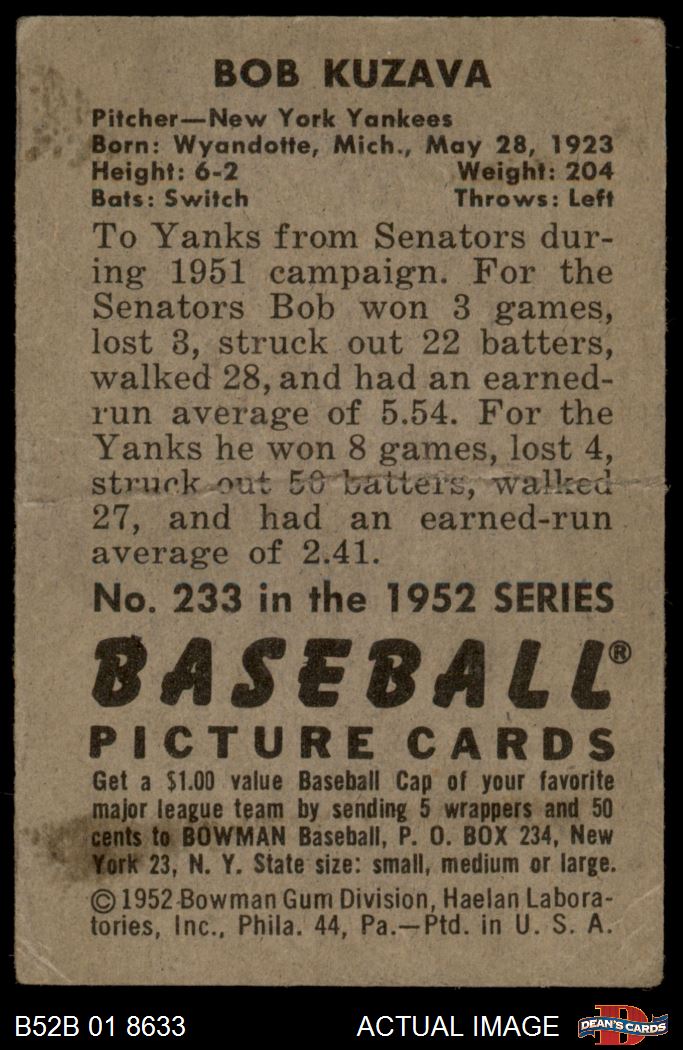 BOB KUZAVA
Pitcher—New York Yankees
Born: Wyandotte, Mich., May 28, 1923
Height: 6-2 Weight: 204
Bats: Switch Throws: Left
To Yanks from Senators dur-
ing 1951 campaign. For the
Senators Bob won 3 games,
lost 3, struck out 22 batters,
walked 28, and had an earned-
run average of 5.54. For the
Yanks he won 8 games, lost 4,
struck out 50 batters, walked
27, and had an earned-run
average of 2.41.
No. 233 in the 1952 SERIES
BASEBALL®
PICTURE CARDS
Get a $1.00 value Baseball Cap of your favorite
major league team by sending 5 wrappers and 50
cents to BOWMAN Baseball, P. O. BOX 234, New
York 23, N. Y. State size: small, medium or large.
© 1952 Bowman Gum Division, Haelan Labora-
tories, Inc., Phila. 44, Pa.—Ptd. in U. S. A.
B52B 01 8633 ACTUAL IMAGE D DEAN'S CARDS